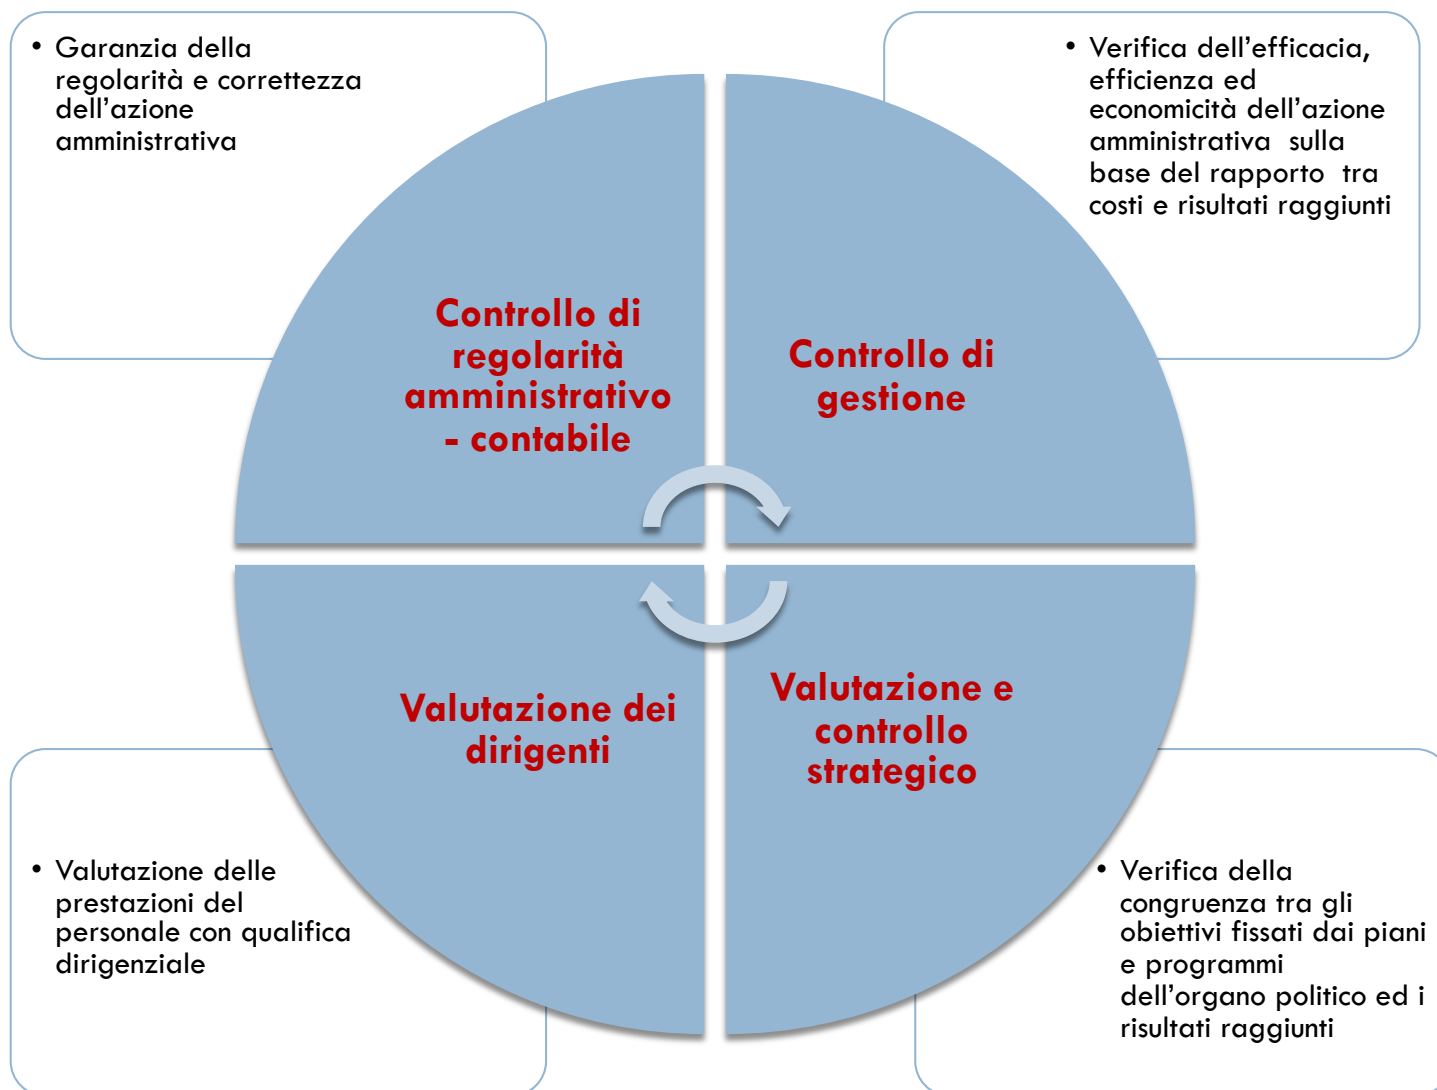 • Garanzia della
regolarità e correttezza
dell’azione
amministrativa
• Verifica dell’efficacia,
efficienza ed
economicità dell’azione
amministrativa  sulla
base del rapporto  tra
costi e risultati raggiunti
Controllo di
regolarità
amministrativo
- contabile
Controllo di
gestione
Valutazione dei
dirigenti
Valutazione e
controllo
strategico
• Valutazione delle
prestazioni del
personale con qualifica
dirigenziale
• Verifica della
congruenza tra gli
obiettivi fissati dai piani
e programmi
dell’organo politico ed i
risultati raggiunti